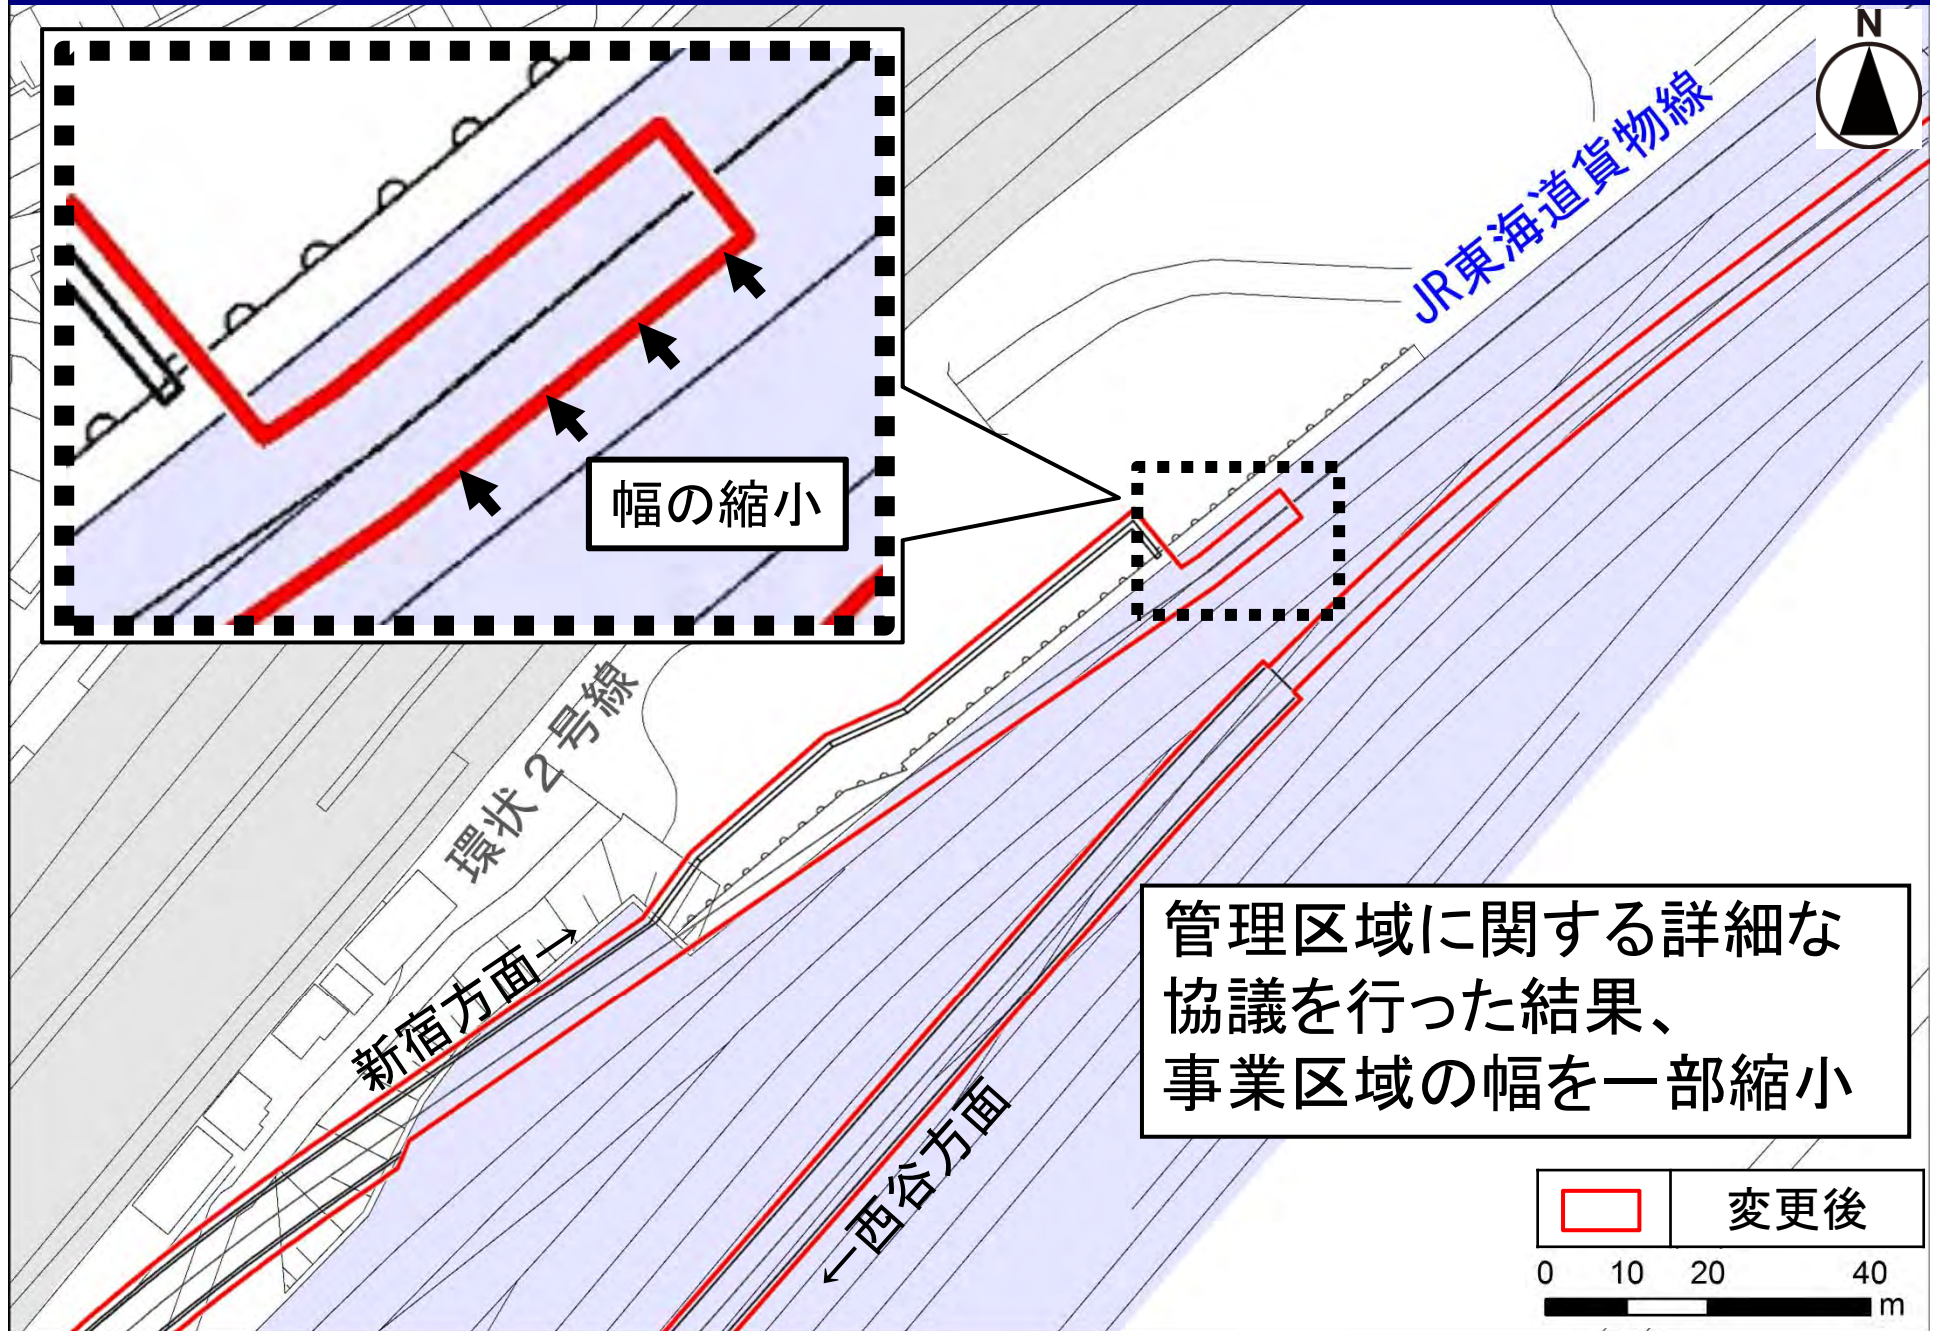 N
JR東海道貨物線
幅の縮小
環状2号線
新宿方面→
←西谷方面
管理区域に関する詳細な
協議を行った結果、
事業区域の幅を一部縮小
変更後
0 10 20 40
m